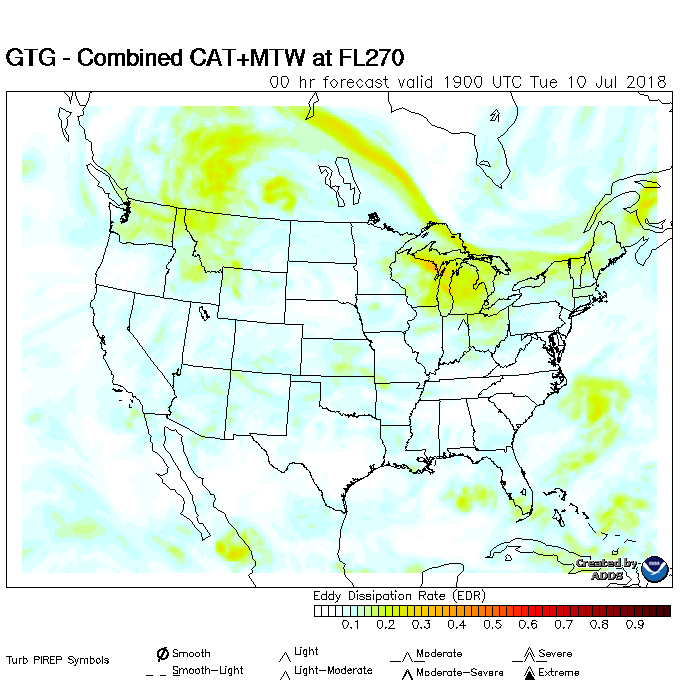 GTG - Combined CAT+MTW at FL270
00 hr forecast valid 1900 UTC Tue 10 Jul 2018
Created by
ADDS
Eddy Dissipation Rate (EDR)
0.1 0.2 0.3 0.4 0.5 0.6 0.7 0.8 0.9
Turb PIREP Symbols
Smooth Light Moderate Severe
Smooth-Light Light-Moderate Moderate-Severe Extreme